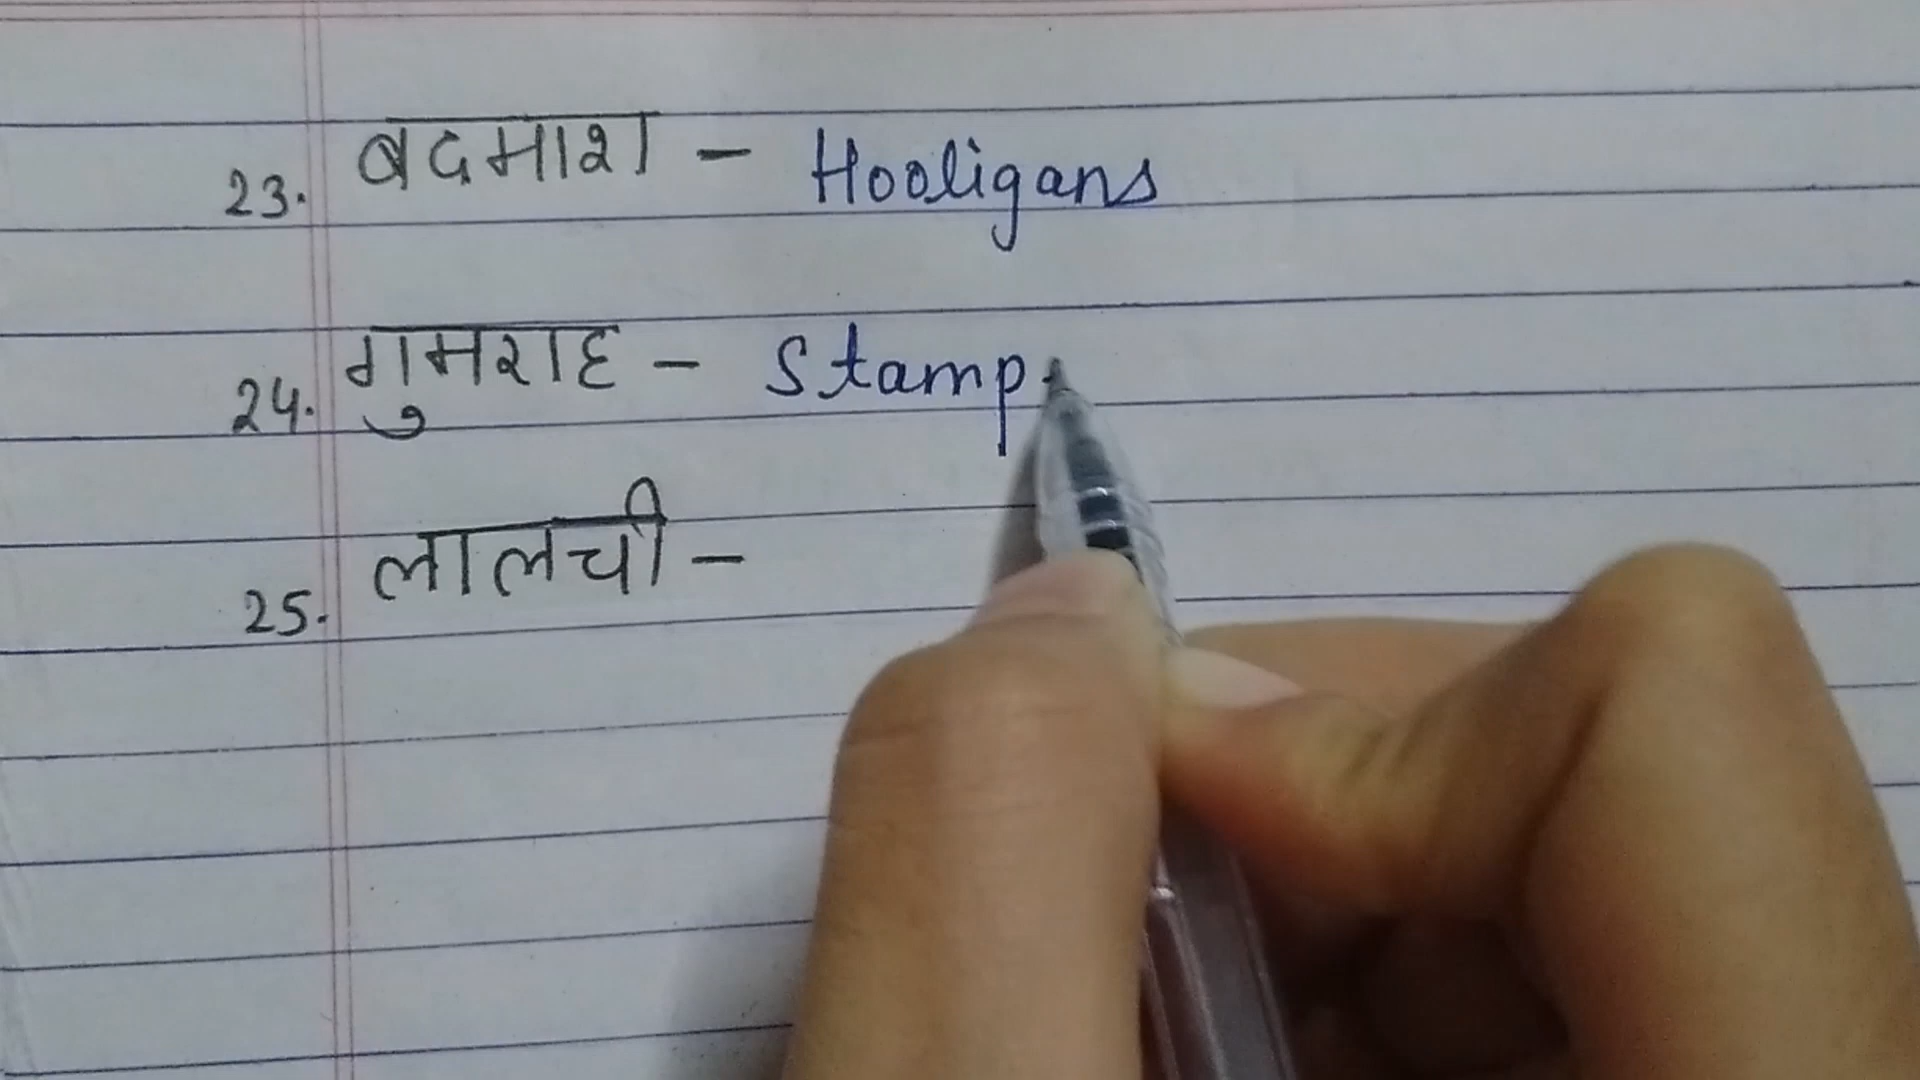 23. बदमाश - Hooligans
24. गुमराह - Stamp
25. लालची -